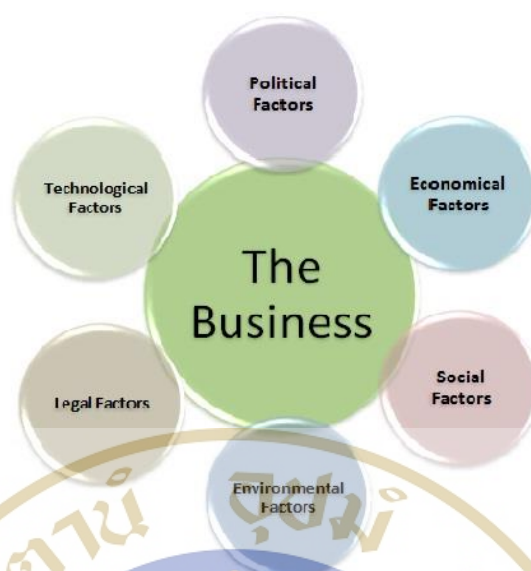 Political
Factors
Economical
Factors
Technological
Factors
The
Business
Social
Factors
Legal Factors
Environmental
Factors